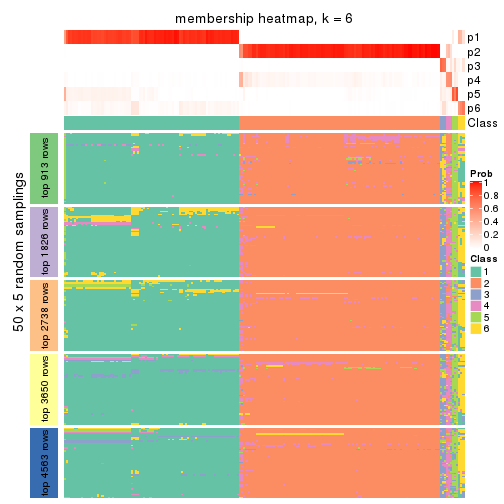 membership heatmap, k = 6
p1
p2
p3
p4
p5
p6
Class
50 x 5 random samplings
top 913 rows
top 1826 rows
top 2738 rows
top 3650 rows
top 4563 rows
Prob
1
0.8
0.6
0.4
0.2
0
Class
1
2
3
4
5
6